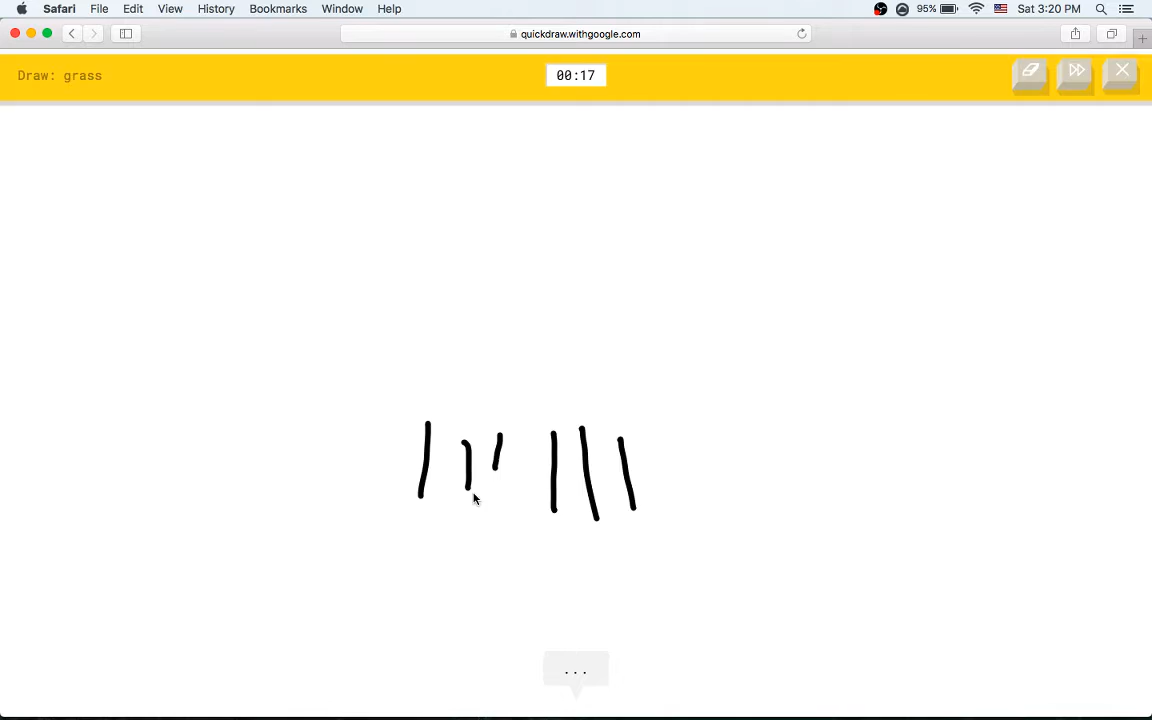 Safari File Edit View History Bookmarks Window Help 95% Sat 3:20 PM
quickdraw.withgoogle.com
Draw: grass 00:17
...